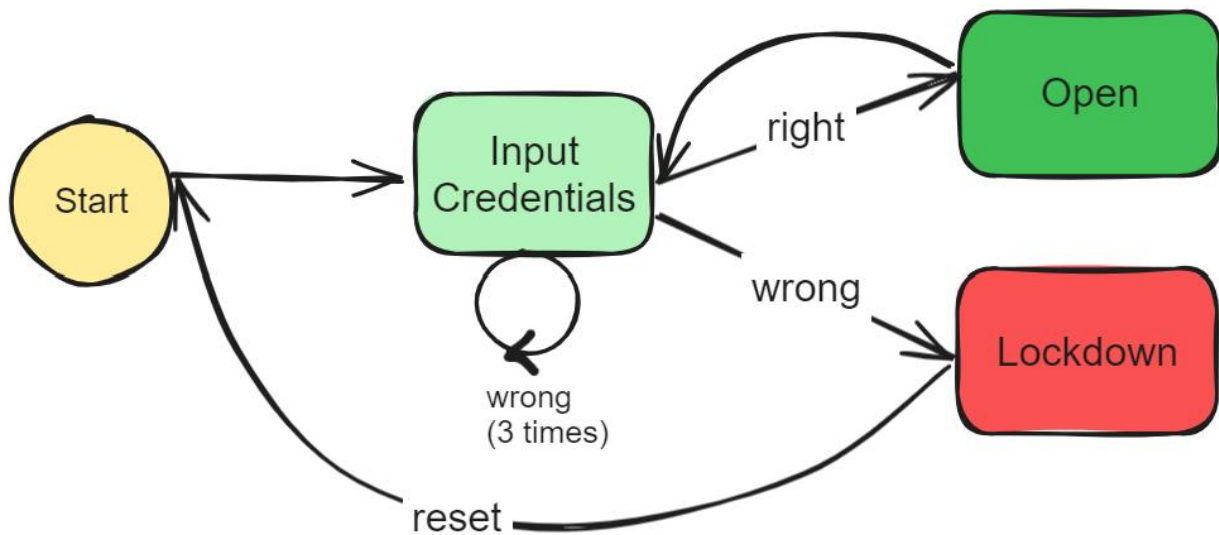 Start
Input
Credentials
right
Open
wrong
Lockdown
wrong
(3 times)
reset